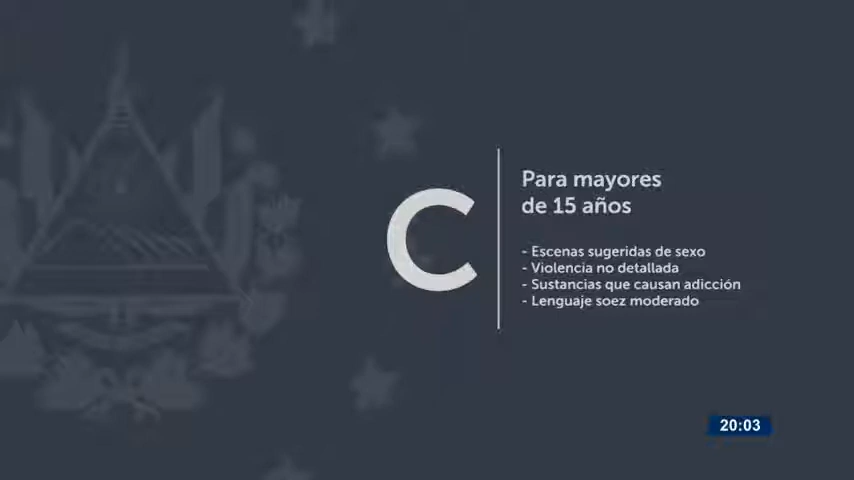 C
Para mayores
de 15 años
- Escenas sugeridas de sexo
- Violencia no detallada
- Sustancias que causan adicción
- Lenguaje soez moderado
20:03